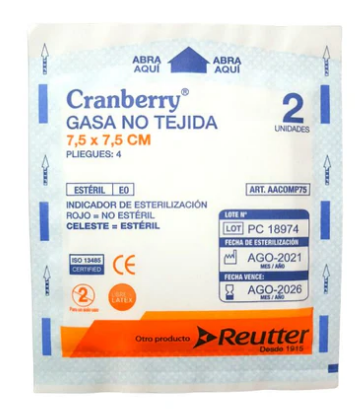 ABRA AQUÍ
ABRA AQUÍ
Cranberry®
GASA NO TEJIDA
7,5 x 7,5 CM
PLIEGUES: 4
2
UNIDADES
ESTÉRIL EO
ART. AACOMP75
INDICADOR DE ESTERILIZACIÓN
ROJO = NO ESTÉRIL
CELESTE = ESTÉRIL
LOTE Nº
LOT PC 18974
FECHA DE ESTERILIZACIÓN
AGO-2021
MES / AÑO
FECHA VENCE:
AGO-2026
MES / AÑO
ISO 13485
CERTIFIED
CE
2
LATEX
Otro producto Reutter
Desde 1915